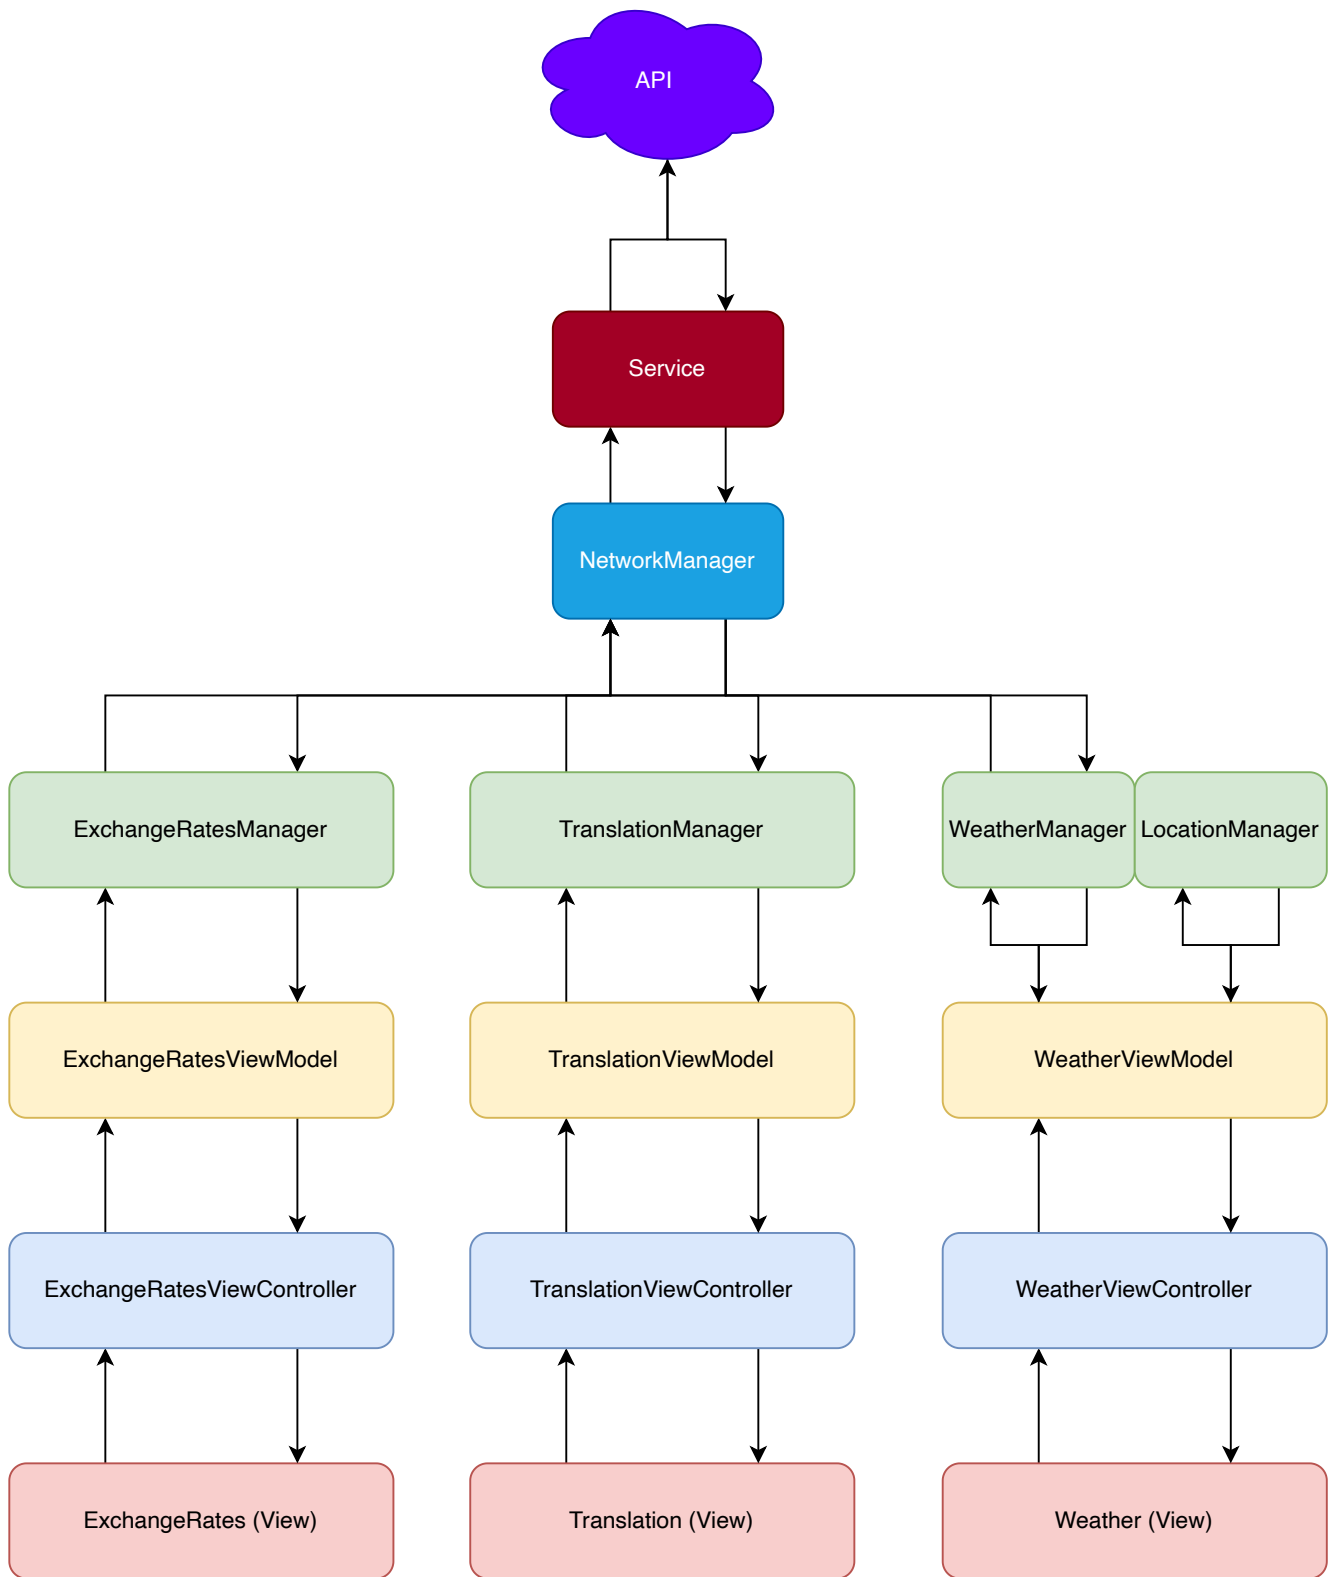 API
Service
NetworkManager
ExchangeRatesManager
TranslationManager
WeatherManager
LocationManager
ExchangeRatesViewModel
TranslationViewModel
WeatherViewModel
ExchangeRatesViewController
TranslationViewController
WeatherViewController
ExchangeRates (View)
Translation (View)
Weather (View)